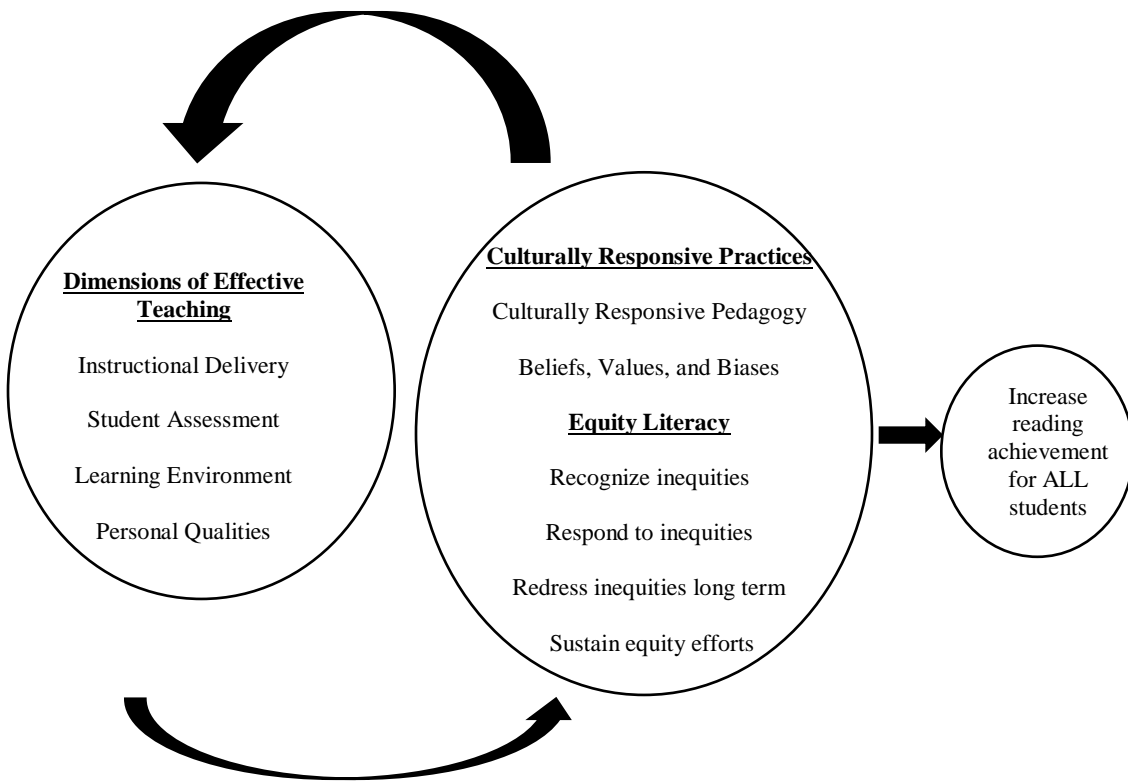 Dimensions of Effective
Teaching
Instructional Delivery
Student Assessment
Learning Environment
Personal Qualities
Culturally Responsive Practices
Culturally Responsive Pedagogy
Beliefs, Values, and Biases
Equity Literacy
Recognize inequities
Respond to inequities
Redress inequities long term
Sustain equity efforts
Increase
reading
achievement
for ALL
students